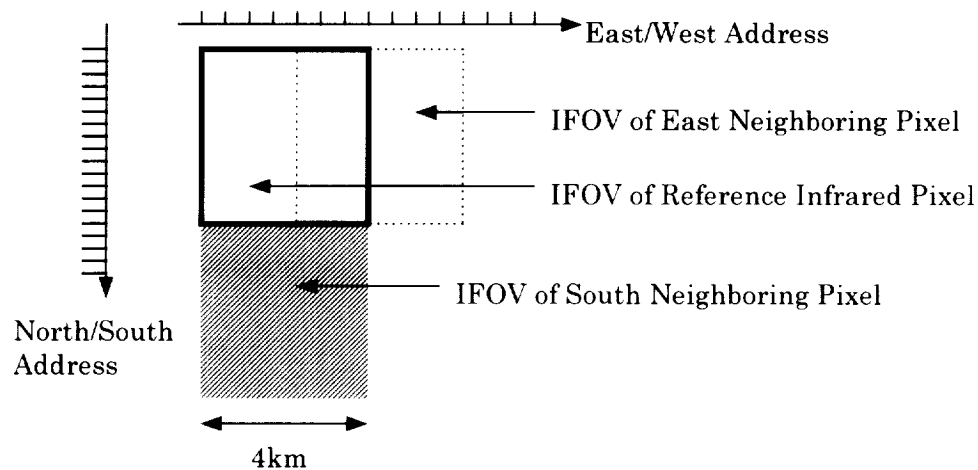 East/West Address
IFOV of East Neighboring Pixel
IFOV of Reference Infrared Pixel
IFOV of South Neighboring Pixel
North/South
Address
4km